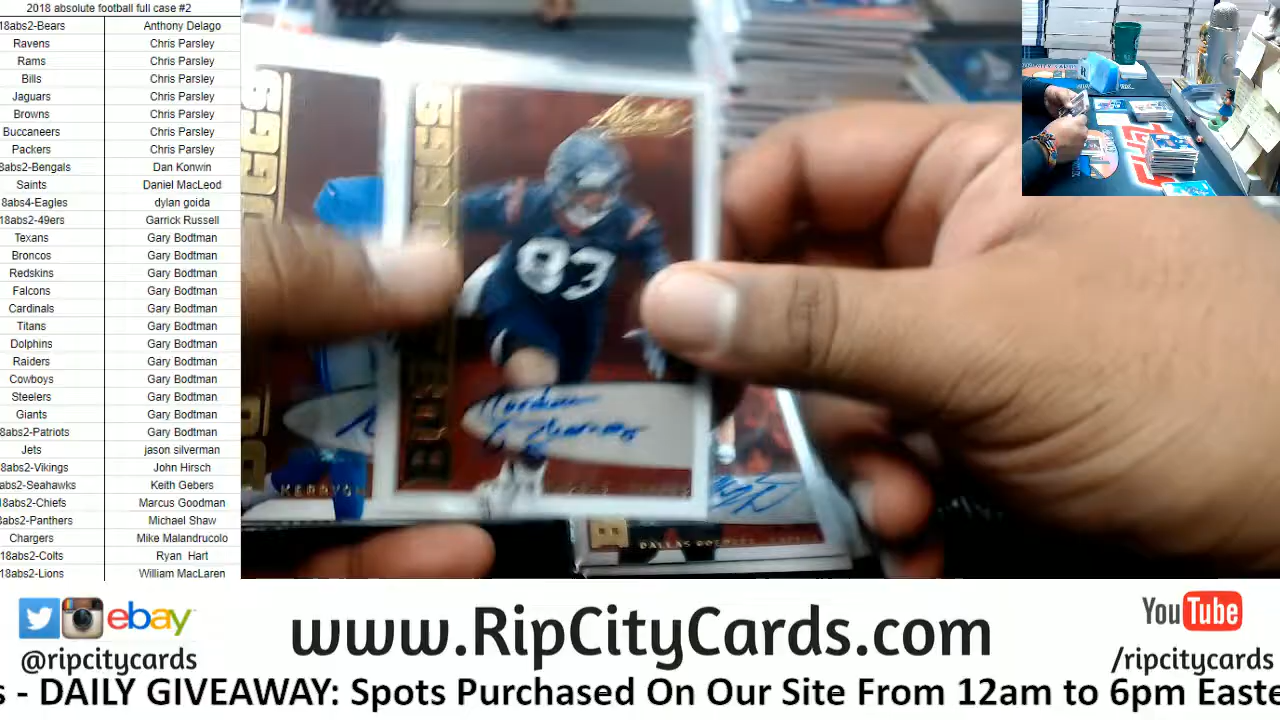 2018 absolute football full case #2
18abs2-Bears Anthony Delago
Ravens Chris Parsley
Rams Chris Parsley
Bills Chris Parsley
Jaguars Chris Parsley
Browns Chris Parsley
Buccaneers Chris Parsley
Packers Chris Parsley
8abs2-Bengals Dan Konwin
Saints Daniel MacLeod
8abs4-Eagles dylan goida
18abs2-49ers Garrick Russell
Texans Gary Bodtman
Broncos Gary Bodtman
Redskins Gary Bodtman
Falcons Gary Bodtman
Cardinals Gary Bodtman
Titans Gary Bodtman
Dolphins Gary Bodtman
Raiders Gary Bodtman
Cowboys Gary Bodtman
Steelers Gary Bodtman
Giants Gary Bodtman
8abs2-Patriots Gary Bodtman
Jets jason silverman
8abs2-Vikings John Hirsch
abs2-Seahawks Keith Gebers
8abs2-Chiefs Marcus Goodman
abs2-Panthers Michael Shaw
Chargers Mike Malandrucolo
18abs2-Colts Ryan Hart
18abs2-Lions William MacLaren
83
KERRYON
DALLAS
ebay
@ripcitycards
www.RipCityCards.com
YouTube
/ripcitycards
s - DAILY GIVEAWAY: Spots Purchased On Our Site From 12am to 6pm Easte